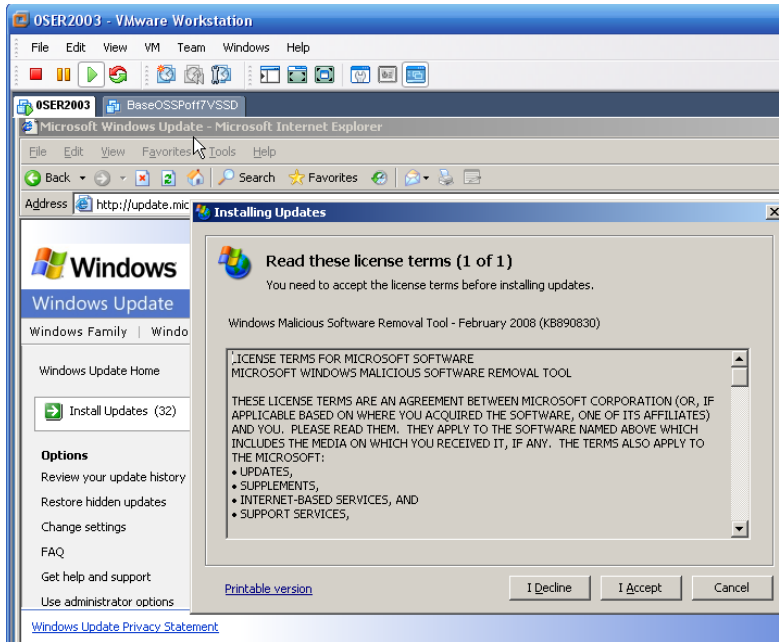 0SER2003 - VMware Workstation
File Edit View VM Team Windows Help
0SER2003 BaseOSSPoff7VSSD
Microsoft Windows Update - Microsoft Internet Explorer
File Edit View Favorites Tools Help
Back Search Favorites
Address http://update.mic
Installing Updates
Read these license terms (1 of 1)
You need to accept the license terms before installing updates.
Windows
Windows Update
Windows Family | Windo
Windows Malicious Software Removal Tool - February 2008 (KB890830)
LICENSE TERMS FOR MICROSOFT SOFTWARE
MICROSOFT WINDOWS MALICIOUS SOFTWARE REMOVAL TOOL
THESE LICENSE TERMS ARE AN AGREEMENT BETWEEN MICROSOFT CORPORATION (OR, IF
APPLICABLE BASED ON WHERE YOU ACQUIRED THE SOFTWARE, ONE OF ITS AFFILIATES)
AND YOU. PLEASE READ THEM. THEY APPLY TO THE SOFTWARE NAMED ABOVE WHICH
INCLUDES THE MEDIA ON WHICH YOU RECEIVED IT, IF ANY. THE TERMS ALSO APPLY TO
THE MICROSOFT:
• UPDATES,
• SUPPLEMENTS,
• INTERNET-BASED SERVICES, AND
• SUPPORT SERVICES,
Printable version I Decline I Accept Cancel
Windows Update Home
Install Updates (32)
Options
Review your update history
Restore hidden updates
Change settings
FAQ
Get help and support
Use administrator options
Windows Update Privacy Statement